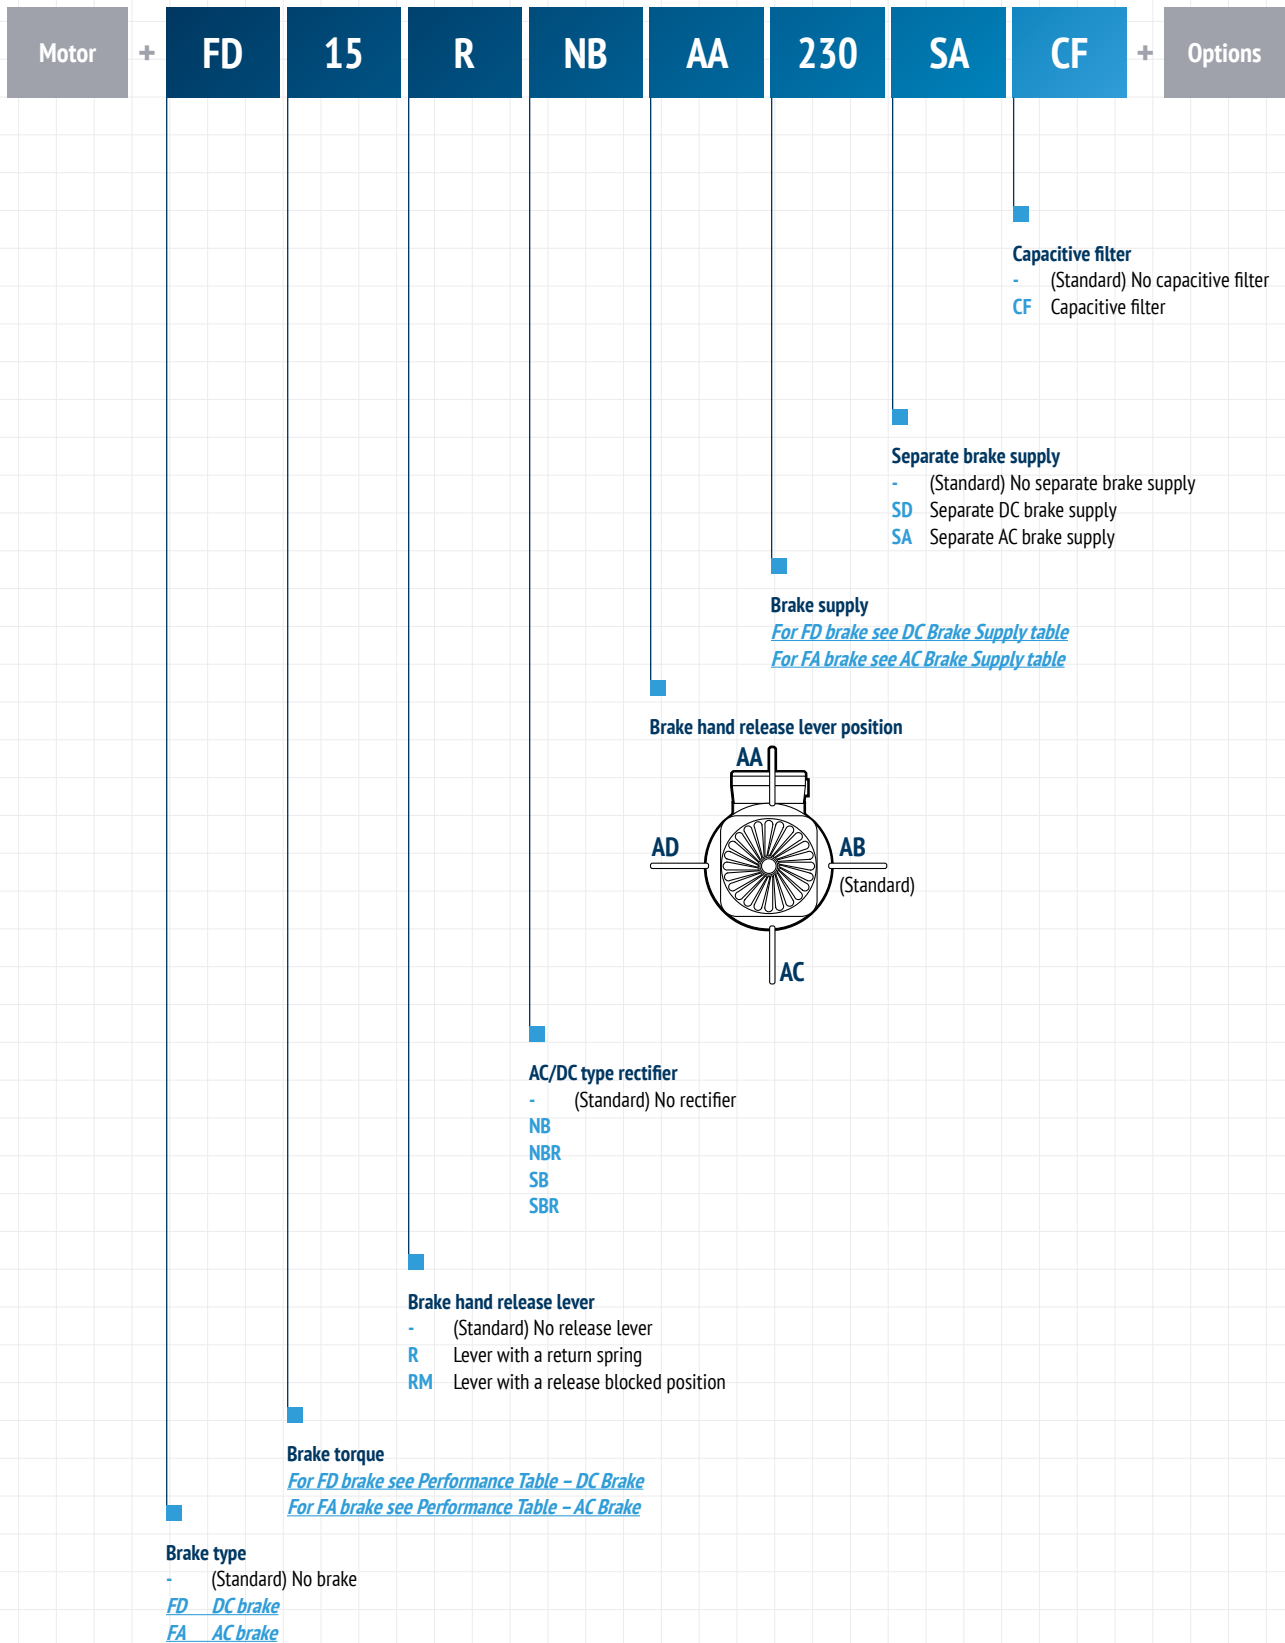 Motor + FD 15 R NB AA 230 SA CF + Options
Capacitive filter
- (Standard) No capacitive filter
CF Capacitive filter
Separate brake supply
- (Standard) No separate brake supply
SD Separate DC brake supply
SA Separate AC brake supply
Brake supply
For FD brake see DC Brake Supply table
For FA brake see AC Brake Supply table
Brake hand release lever position
AA
AD
AB
(Standard)
AC
AC/DC type rectifier
- (Standard) No rectifier
NB
NBR
SB
SBR
Brake hand release lever
- (Standard) No release lever
R Lever with a return spring
RM Lever with a release blocked position
Brake torque
For FD brake see Performance Table – DC Brake
For FA brake see Performance Table – AC Brake
Brake type
- (Standard) No brake
FD DC brake
FA AC brake